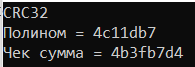 CRC32
Полином = 4c11db7
Чек сумма = 4b3fb7d4